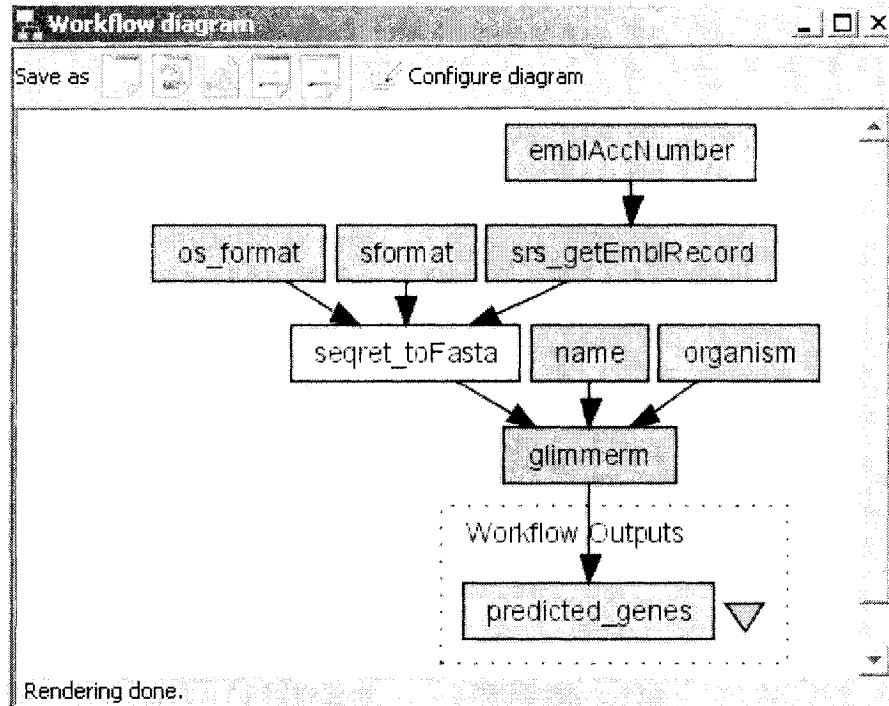 Workflow diagram
Save as Configure diagram
emblAccNumber
os_format sformat srs_getEmblRecord
seqret_toFasta name organism
glimmerm
Workflow Outputs
predicted_genes
Rendering done.